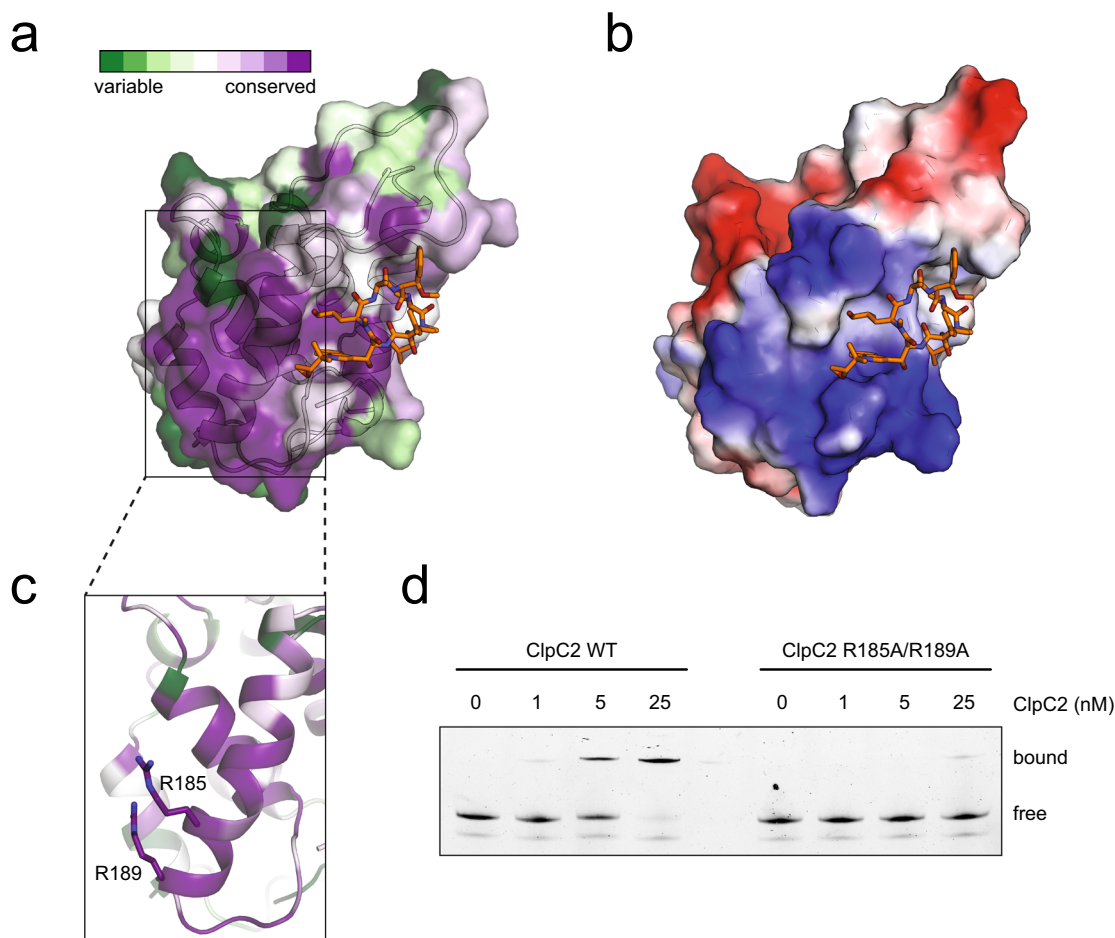 a
variable conserved
b
c
R185
R189
d
ClpC2 WT ClpC2 R185A/R189A
0 1 5 25 0 1 5 25 ClpC2 (nM)
bound
free